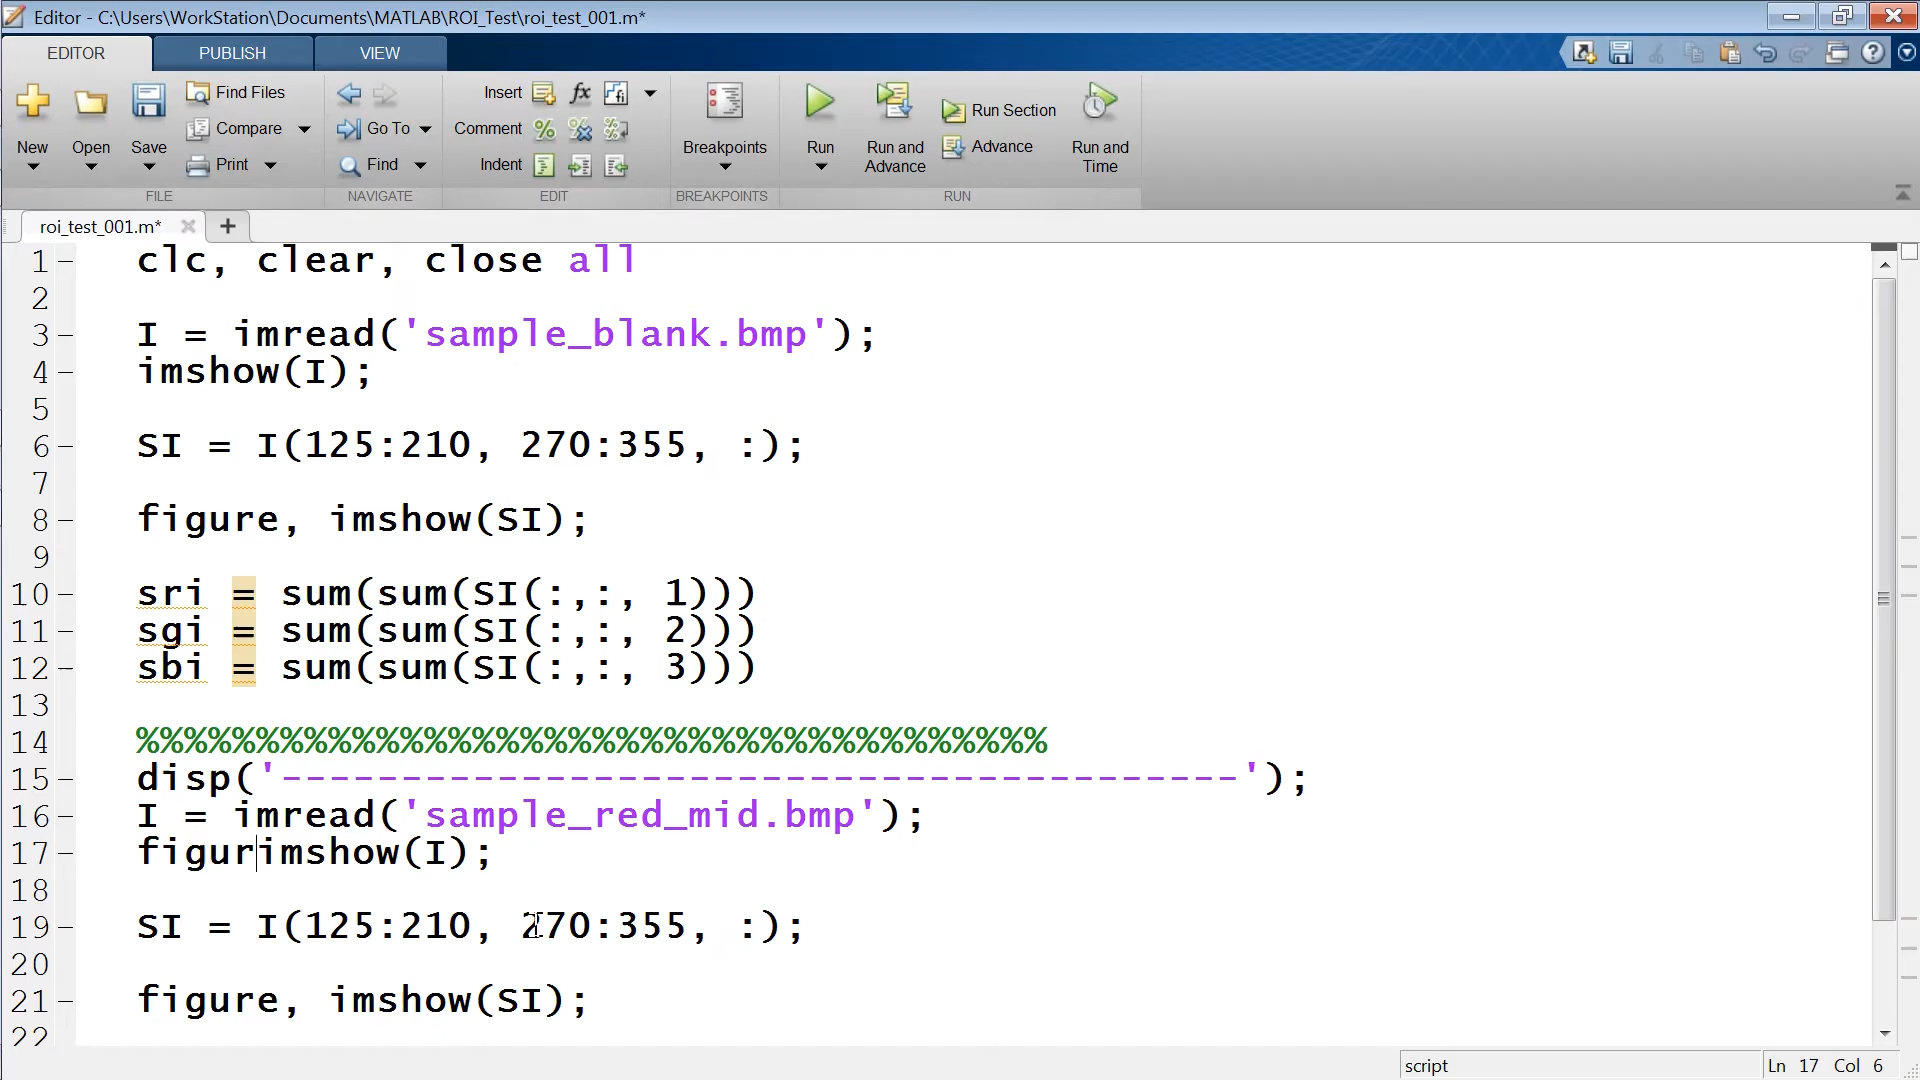 Editor - C:\Users\WorkStation\Documents\MATLAB\ROI_Test\roi_test_001.m*
EDITOR PUBLISH VIEW
New Open Save Find Files Compare Print
FILE
Go To Find
NAVIGATE
Insert fx
Comment
Indent
EDIT
Breakpoints
BREAKPOINTS
Run Run and Advance Run Section Advance Run and Time
RUN
roi_test_001.m*
1 clc, clear, close all
2
3 I = imread('sample_blank.bmp');
4 imshow(I);
5
6 SI = I(125:210, 270:355, :);
7
8 figure, imshow(SI);
9
10 sri = sum(sum(SI(:,:, 1)))
11 sgi = sum(sum(SI(:,:, 2)))
12 sbi = sum(sum(SI(:,:, 3)))
13
14 %%%%%%%%%%%%%%%%%%%%%%%%%%%%%%%%%%%%%%
15 disp('----------------------------------------');
16 I = imread('sample_red_mid.bmp');
17 figurimshow(I);
18
19 SI = I(125:210, 270:355, :);
20
21 figure, imshow(SI);
22
script Ln 17 Col 6